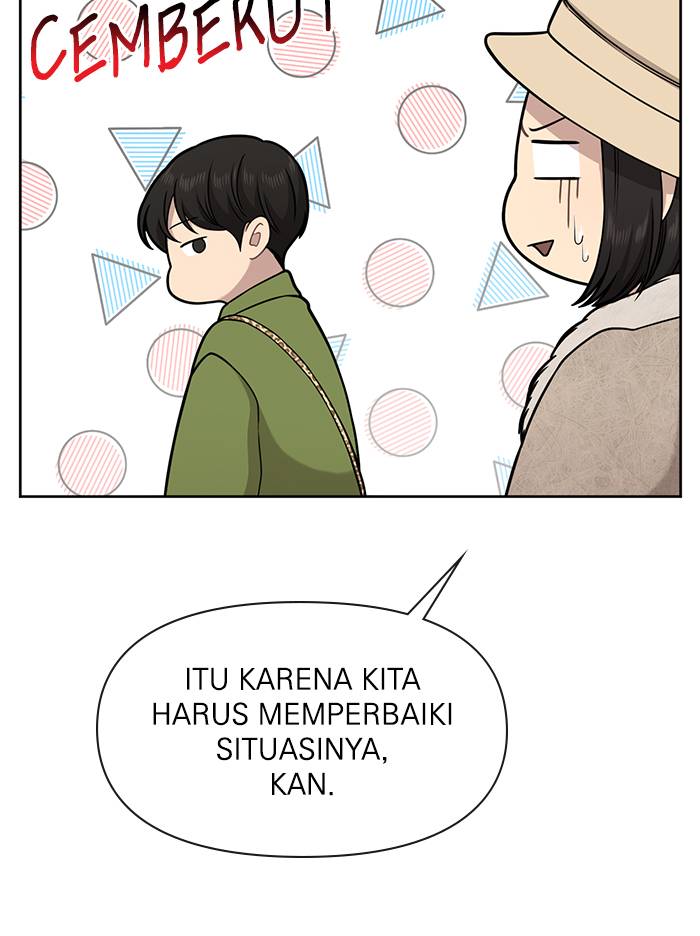 CEMBERUT
ITU KARENA KITA
HARUS MEMPERBAIKI
SITUASINYA,
KAN.